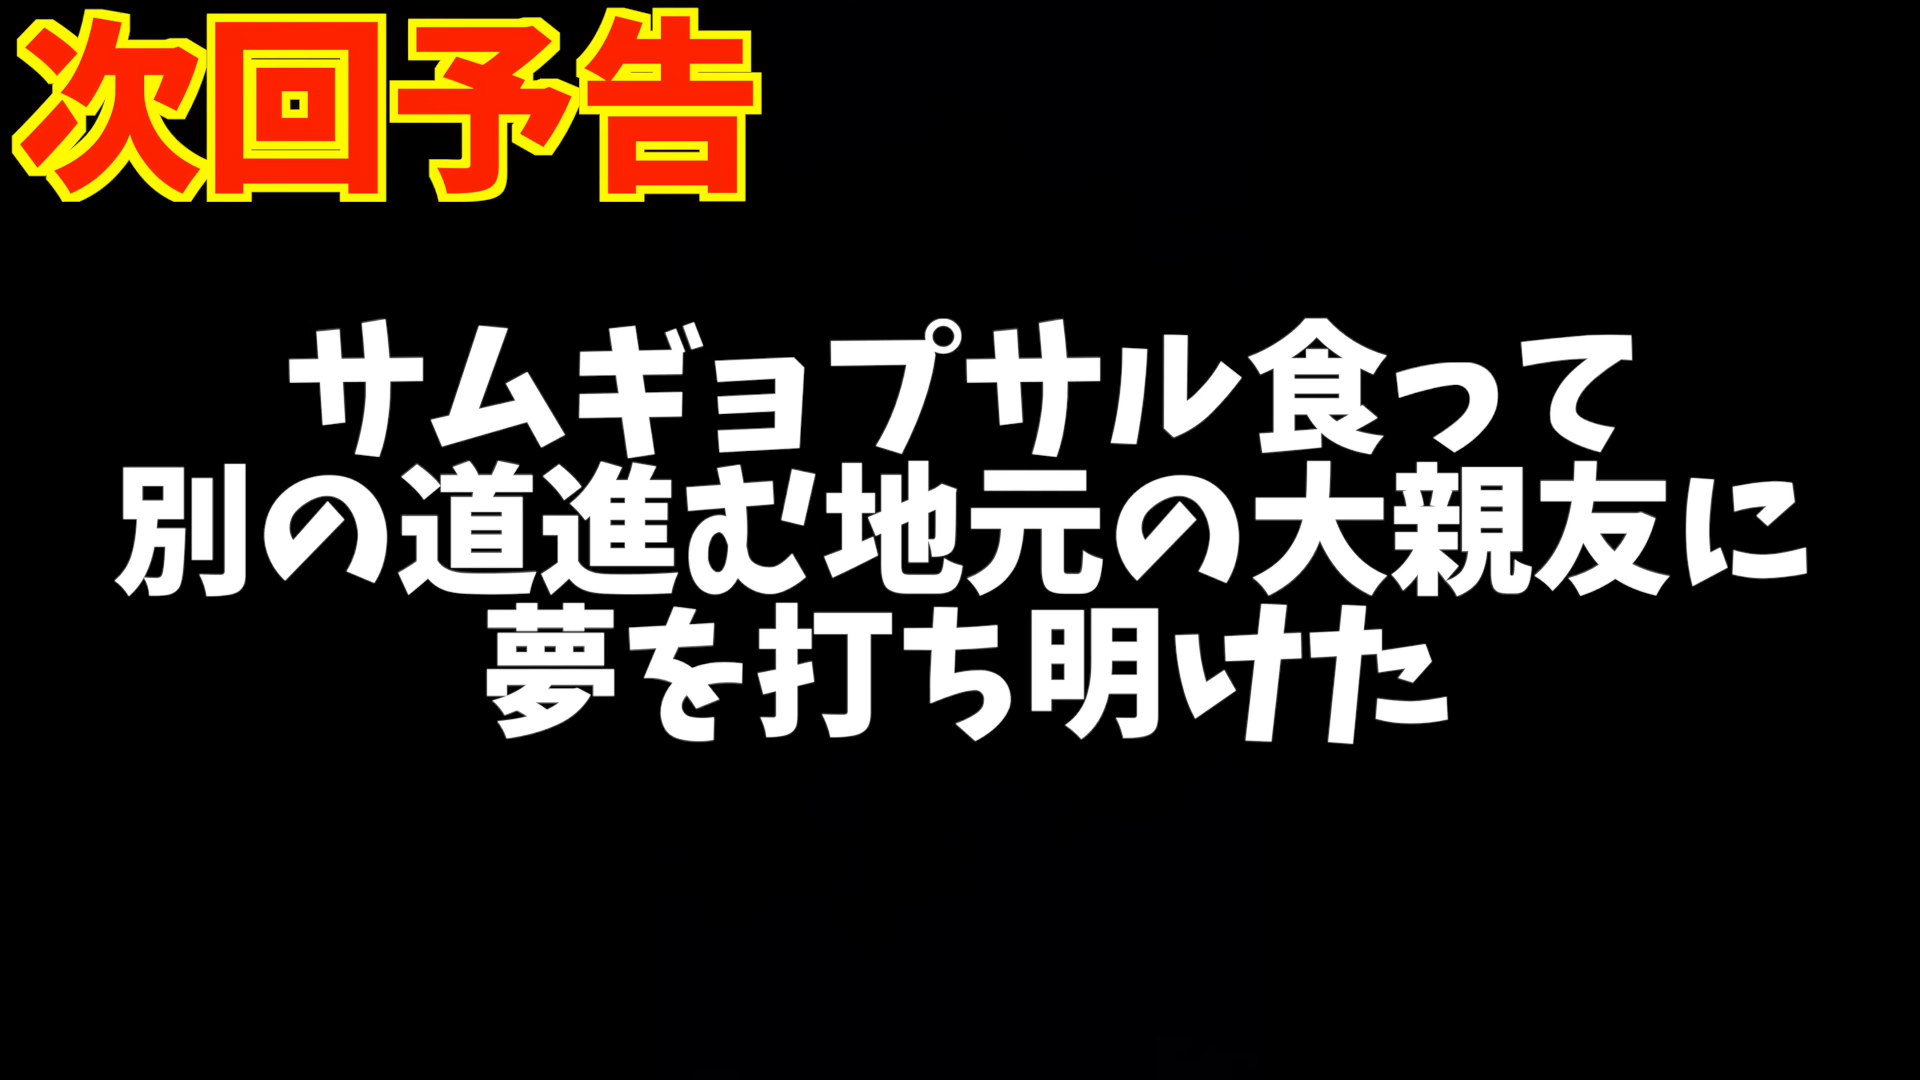 次回予告
サムギョプサル食って
別の道進む地元の大親友に
夢を打ち明けた